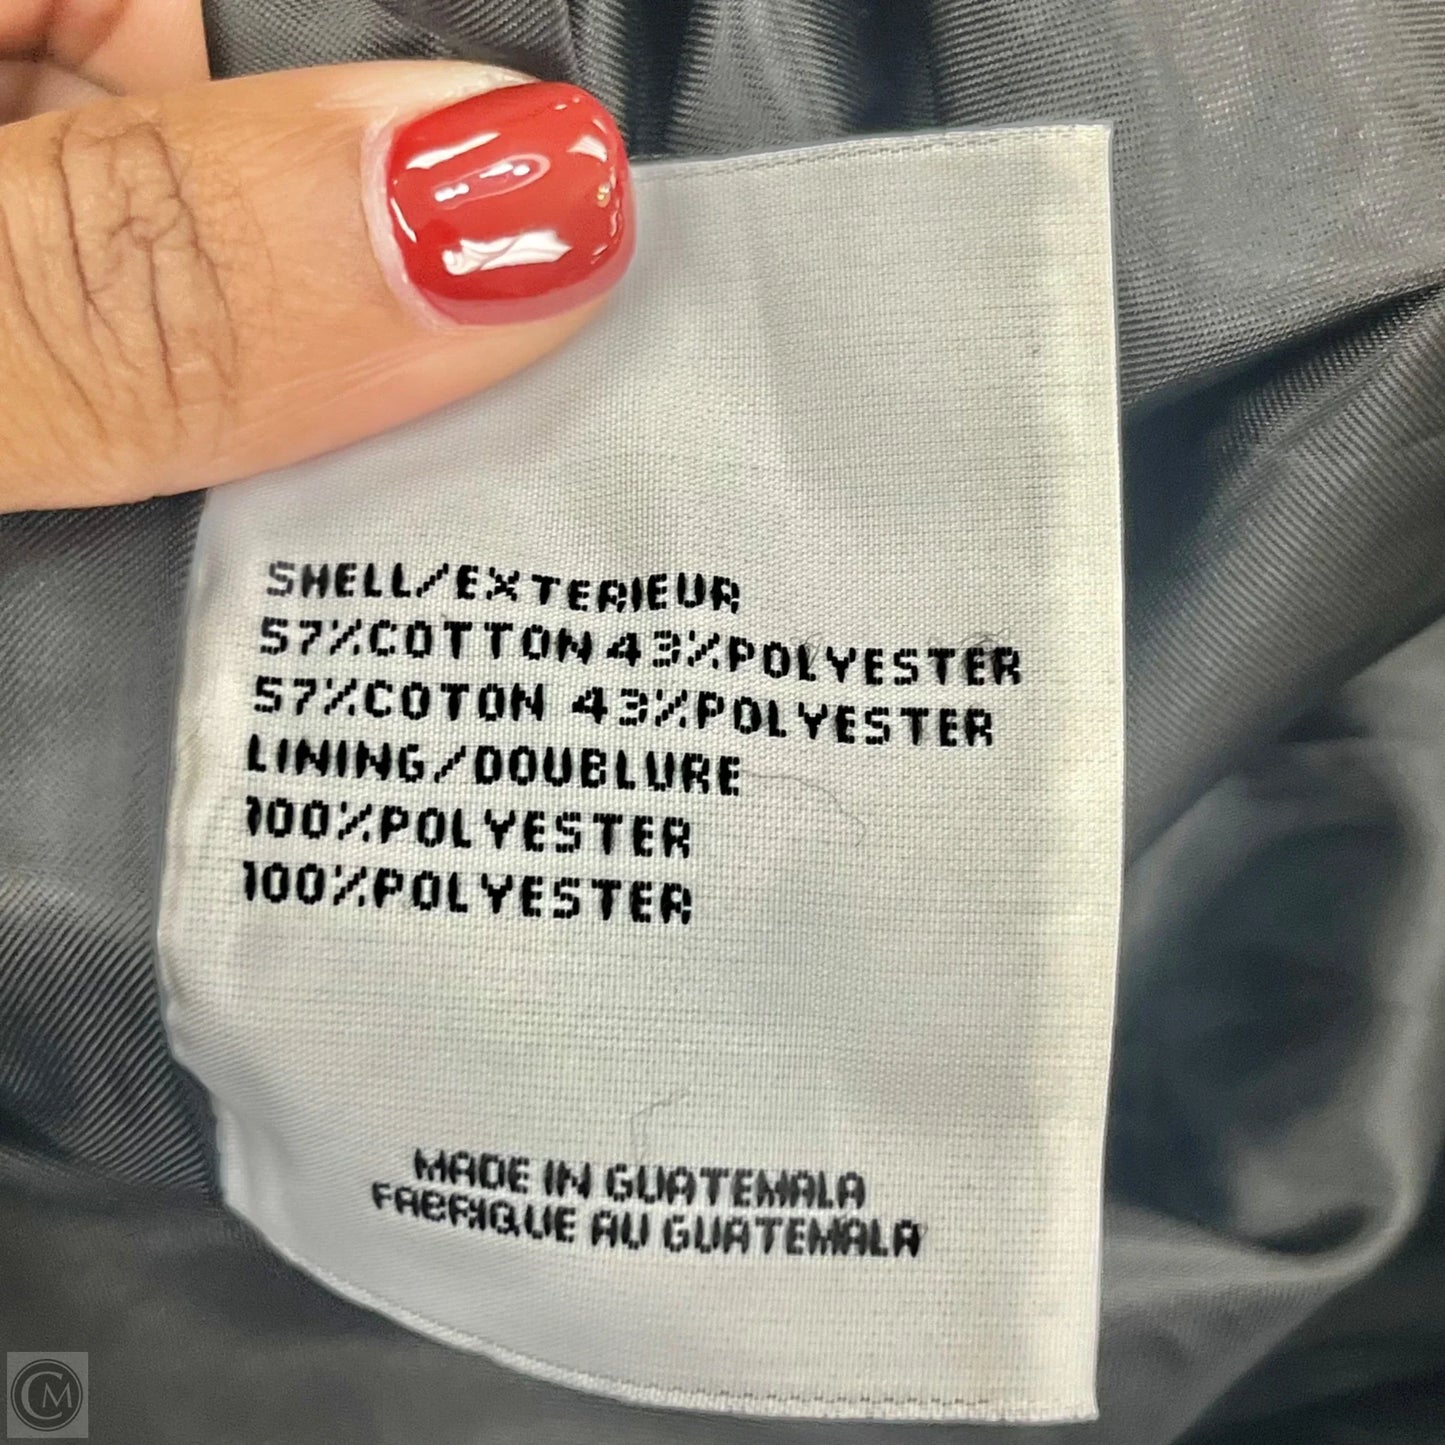 SHELL/EXTERIEUR
57%COTTON 43%POLYESTER
57%COTON 43%POLYESTER
LINING/DOUBLURE
100%POLYESTER
100%POLYESTER
MADE IN GUATEMALA
FABRIQUE AU GUATEMALA
CM